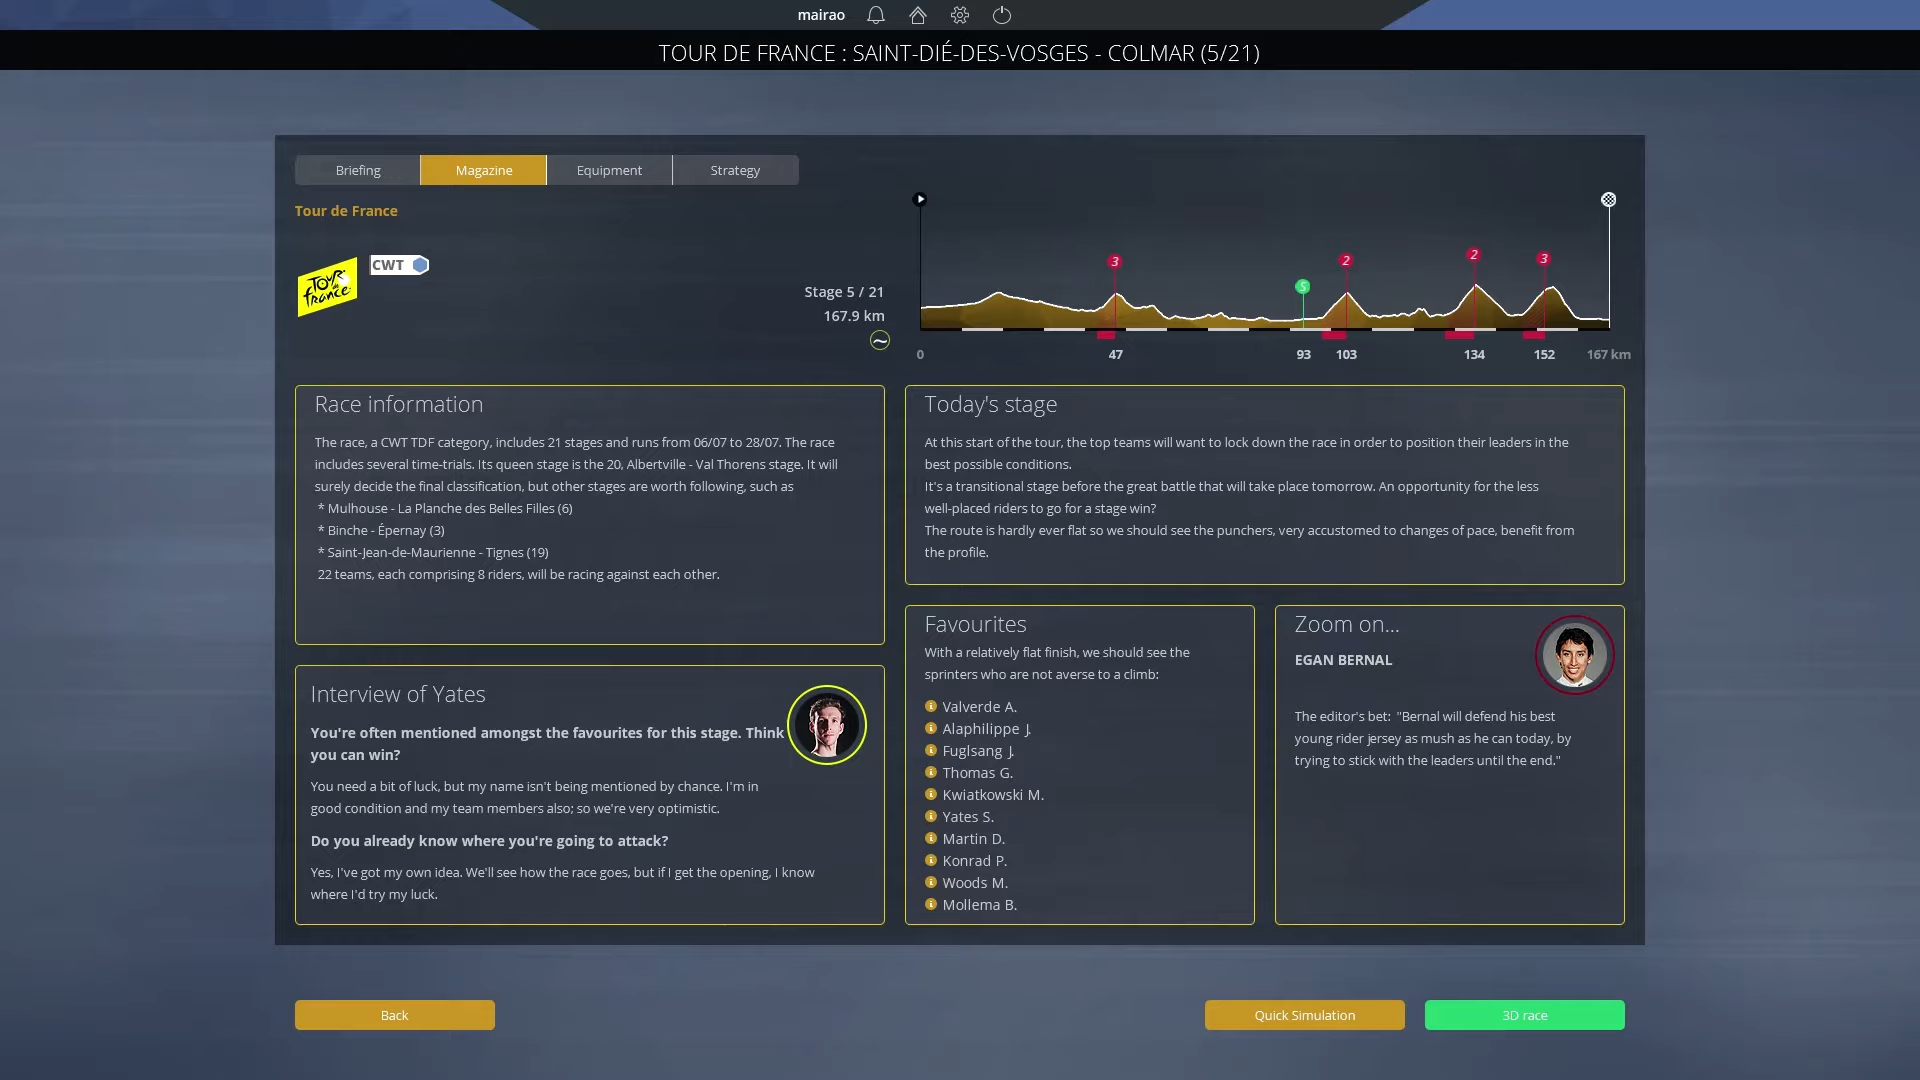 mairao
TOUR DE FRANCE : SAINT-DIÉ-DES-VOSGES - COLMAR (5/21)
Briefing
Magazine
Equipment
Strategy
Tour de France
TOUR
de
france
CWT
Stage 5 / 21
167.9 km
3
S
2
2
3
0
47
93
103
134
152
167 km
Race information
The race, a CWT TDF category, includes 21 stages and runs from 06/07 to 28/07. The race
includes several time-trials. Its queen stage is the 20, Albertville - Val Thorens stage. It will
surely decide the final classification, but other stages are worth following, such as
* Mulhouse - La Planche des Belles Filles (6)
* Binche - Épernay (3)
* Saint-Jean-de-Maurienne - Tignes (19)
22 teams, each comprising 8 riders, will be racing against each other.
Today's stage
At this start of the tour, the top teams will want to lock down the race in order to position their leaders in the
best possible conditions.
It's a transitional stage before the great battle that will take place tomorrow. An opportunity for the less
well-placed riders to go for a stage win?
The route is hardly ever flat so we should see the punchers, very accustomed to changes of pace, benefit from
the profile.
Interview of Yates
You're often mentioned amongst the favourites for this stage. Think
you can win?
You need a bit of luck, but my name isn't being mentioned by chance. I'm in
good condition and my team members also; so we're very optimistic.
Do you already know where you're going to attack?
Yes, I've got my own idea. We'll see how the race goes, but if I get the opening, I know
where I'd try my luck.
Favourites
With a relatively flat finish, we should see the
sprinters who are not averse to a climb:
Valverde A.
Alaphilippe J.
Fuglsang J.
Thomas G.
Kwiatkowski M.
Yates S.
Martin D.
Konrad P.
Woods M.
Mollema B.
Zoom on...
EGAN BERNAL
The editor's bet: "Bernal will defend his best
young rider jersey as mush as he can today, by
trying to stick with the leaders until the end."
Back
Quick Simulation
3D race